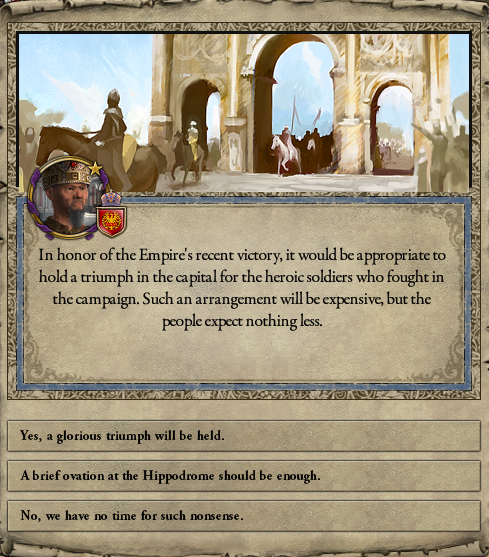 In honor of the Empire's recent victory, it would be appropriate to
hold a triumph in the capital for the heroic soldiers who fought in
the campaign. Such an arrangement will be expensive, but the
people expect nothing less.
Yes, a glorious triumph will be held.
A brief ovation at the Hippodrome should be enough.
No, we have no time for such nonsense.